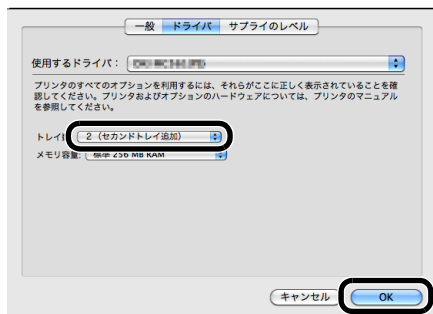 一般 ドライバ サプライのレベル
使用するドライバ：
プリンタのすべてのオプションを利用するには、それらがここに正しく表示されていることを確
認してください。プリンタおよびオプションのハードウェアについては、プリンタのマニュアル
を参照してください。
トレイ 2（セカンドトレイ追加）
メモリ容量: 標準 256 MB RAM
キャンセル OK